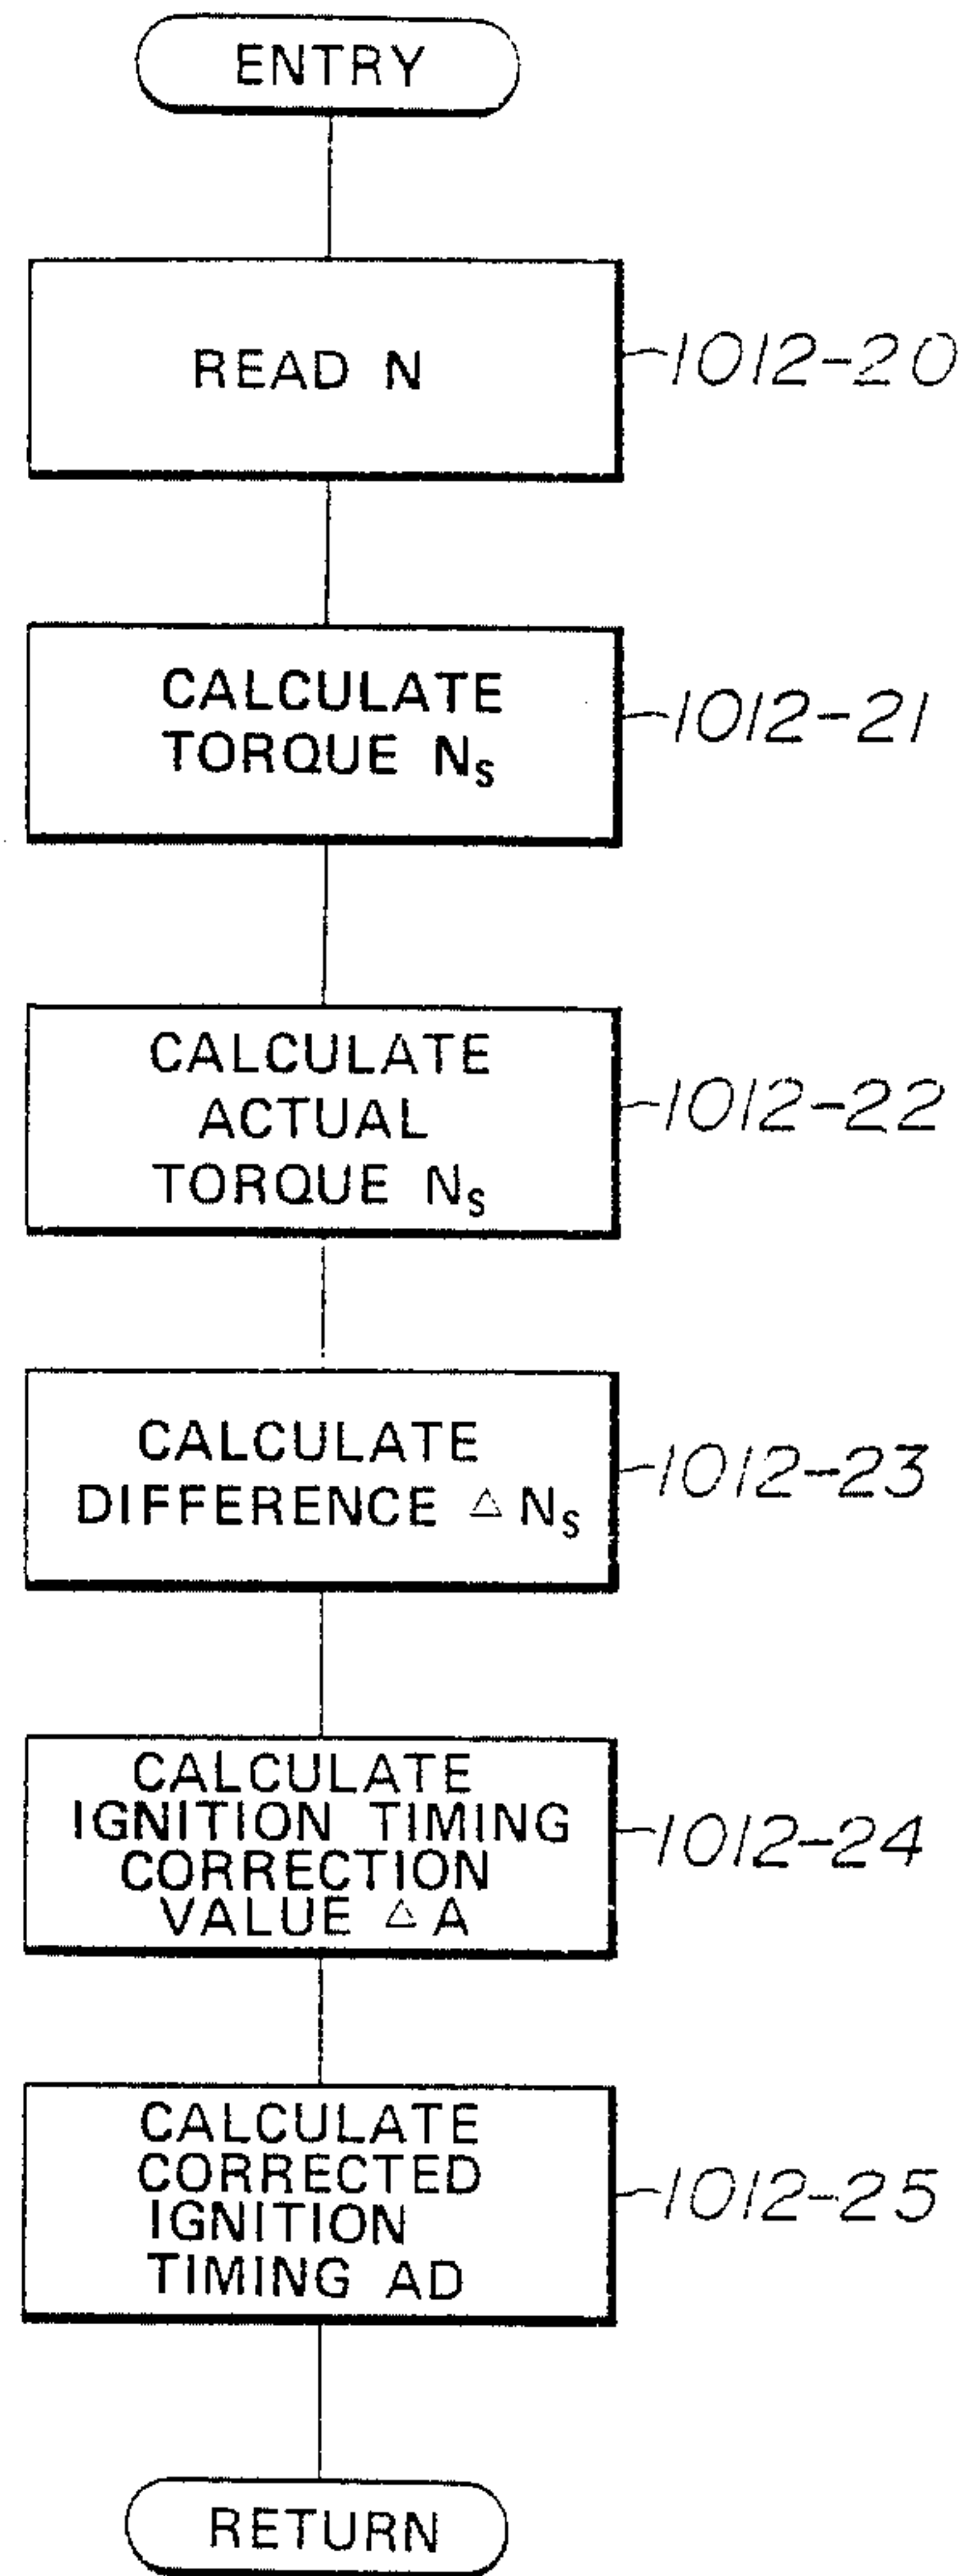 ENTRY
READ N
1012-20
CALCULATE
TORQUE Ns
1012-21
CALCULATE
ACTUAL
TORQUE Ns
1012-22
CALCULATE
DIFFERENCE △ Ns
1012-23
CALCULATE
IGNITION TIMING
CORRECTION
VALUE △ A
1012-24
CALCULATE
CORRECTED
IGNITION
TIMING AD
1012-25
RETURN